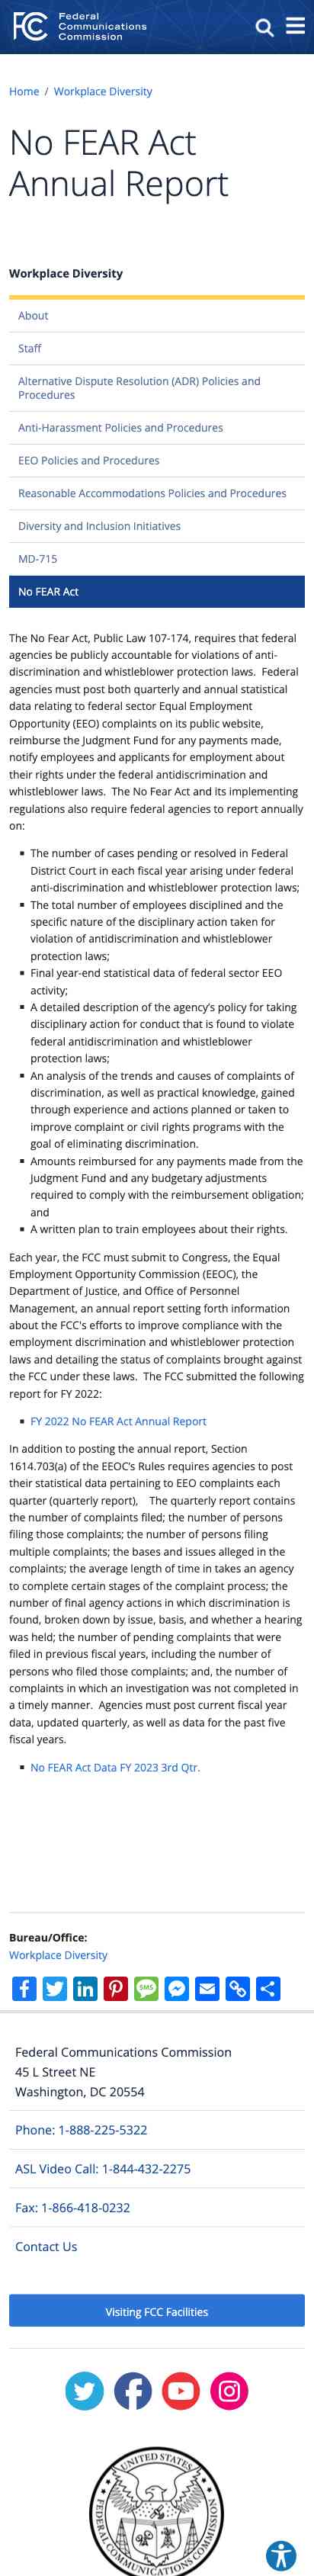 Federal
Communications
Commission
Home / Workplace Diversity
No FEAR Act
Annual Report
Workplace Diversity
About
Staff
Alternative Dispute Resolution (ADR) Policies and
Procedures
Anti-Harassment Policies and Procedures
EEO Policies and Procedures
Reasonable Accommodations Policies and Procedures
Diversity and Inclusion Initiatives
MD-715
No FEAR Act
The No Fear Act, Public Law 107-174, requires that federal
agencies be publicly accountable for violations of anti-
discrimination and whistleblower protection laws.  Federal
agencies must post both quarterly and annual statistical
data relating to federal sector Equal Employment
Opportunity (EEO) complaints on its public website,
reimburse the Judgment Fund for any payments made,
notify employees and applicants for employment about
their rights under the federal antidiscrimination and
whistleblower laws.  The No Fear Act and its implementing
regulations also require federal agencies to report annually
on:
▪ The number of cases pending or resolved in Federal
District Court in each fiscal year arising under federal
anti-discrimination and whistleblower protection laws;
▪ The total number of employees disciplined and the
specific nature of the disciplinary action taken for
violation of antidiscrimination and whistleblower
protection laws;
▪ Final year-end statistical data of federal sector EEO
activity;
▪ A detailed description of the agency's policy for taking
disciplinary action for conduct that is found to violate
federal antidiscrimination and whistleblower
protection laws;
▪ An analysis of the trends and causes of complaints of
discrimination, as well as practical knowledge, gained
through experience and actions planned or taken to
improve complaint or civil rights programs with the
goal of eliminating discrimination.
▪ Amounts reimbursed for any payments made from the
Judgment Fund and any budgetary adjustments
required to comply with the reimbursement obligation;
and
▪ A written plan to train employees about their rights.
Each year, the FCC must submit to Congress, the Equal
Employment Opportunity Commission (EEOC), the
Department of Justice, and Office of Personnel
Management, an annual report setting forth information
about the FCC's efforts to improve compliance with the
employment discrimination and whistleblower protection
laws and detailing the status of complaints brought against
the FCC under these laws.  The FCC submitted the following
report for FY 2022:
▪ FY 2022 No FEAR Act Annual Report
In addition to posting the annual report, Section
1614.703(a) of the EEOC's Rules requires agencies to post
their statistical data pertaining to EEO complaints each
quarter (quarterly report),    The quarterly report contains
the number of complaints filed; the number of persons
filing those complaints; the number of persons filing
multiple complaints; the bases and issues alleged in the
complaints; the average length of time in takes an agency
to complete certain stages of the complaint process; the
number of final agency actions in which discrimination is
found, broken down by issue, basis, and whether a hearing
was held; the number of pending complaints that were
filed in previous fiscal years, including the number of
persons who filed those complaints; and, the number of
complaints in which an investigation was not completed in
a timely manner.  Agencies must post current fiscal year
data, updated quarterly, as well as data for the past five
fiscal years.
▪ No FEAR Act Data FY 2023 3rd Qtr.
Bureau/Office:
Workplace Diversity
SMS
Federal Communications Commission
45 L Street NE
Washington, DC 20554
Phone: 1-888-225-5322
ASL Video Call: 1-844-432-2275
Fax: 1-866-418-0232
Contact Us
Visiting FCC Facilities
UNITED STATES
COMMUNICATIONS